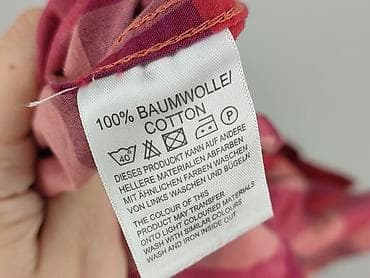 100% BAUMWOLLE/
COTTON
40 P
DIESES PRODUCT KANN AUF ANDERE
HELLERE MATERIALIEN ABFARBEN
MIT ÄHNLICHEN FARBEN WASCHEN
VON LINKS WASCHEN UND BÜGELN
THE COLOUR OF THIS
PRODUCT MAY TRANSFER
ONTO LIGHT COLOURED MATERIALS
WASH WITH SIMILAR COLOURS
WASH AND IRON INSIDE OUT